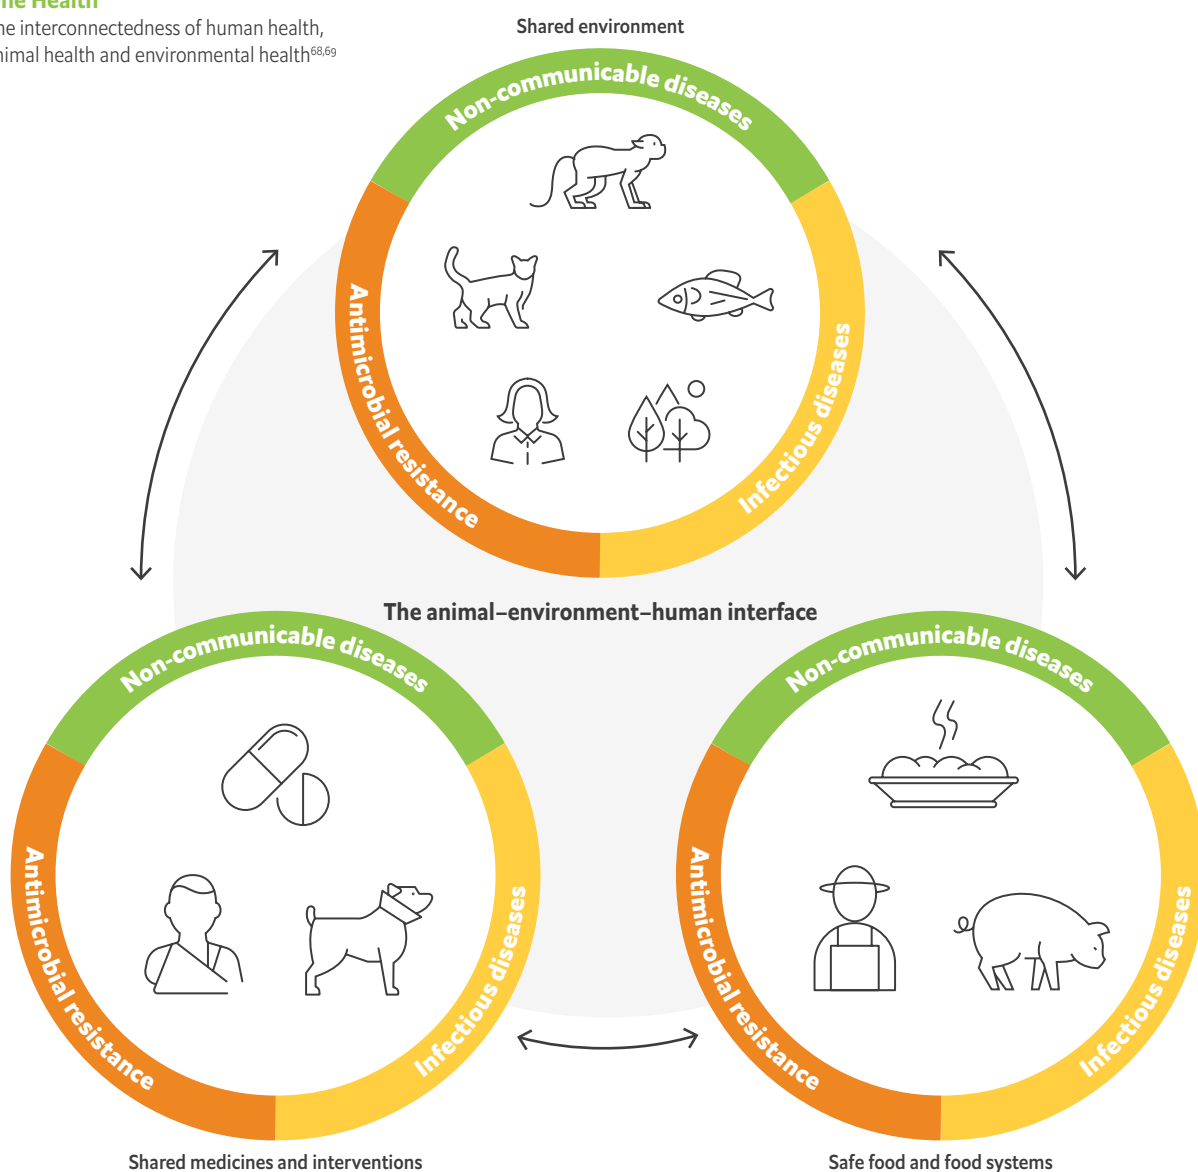 ne Health
he interconnectedness of human health,
nimal health and environmental health68,69
Shared environment
Non-communicable diseases
Antimicrobial resistance
Infectious diseases
The animal–environment–human interface
Non-communicable diseases
Antimicrobial resistance
Infectious diseases
Shared medicines and interventions
Non-communicable diseases
Antimicrobial resistance
Infectious diseases
Safe food and food systems